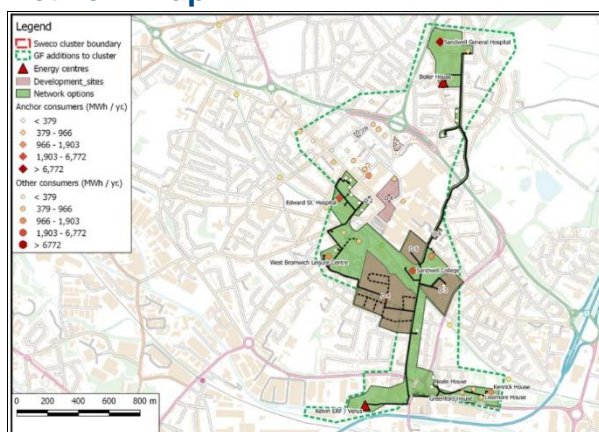 Legend
Sweco cluster boundary
GF additions to cluster
Energy centres
Development_sites
Network options
Anchor consumers (MWh / yr.)
< 379
379 - 966
966 - 1,903
1,903 - 6,772
> 6,772
Other consumers (MWh / yr.)
< 379
379 - 966
966 - 1,903
1,903 - 6,772
> 6772
Sandwell General Hospital
Boiler House
Edward St. Hospital
West Bromwich Leisure Centre
Sandwell College
Neale House
Kenrick House
Greenford House
Lissimore House
Kelvin ERF / Venus
0 200 400 600 800 m